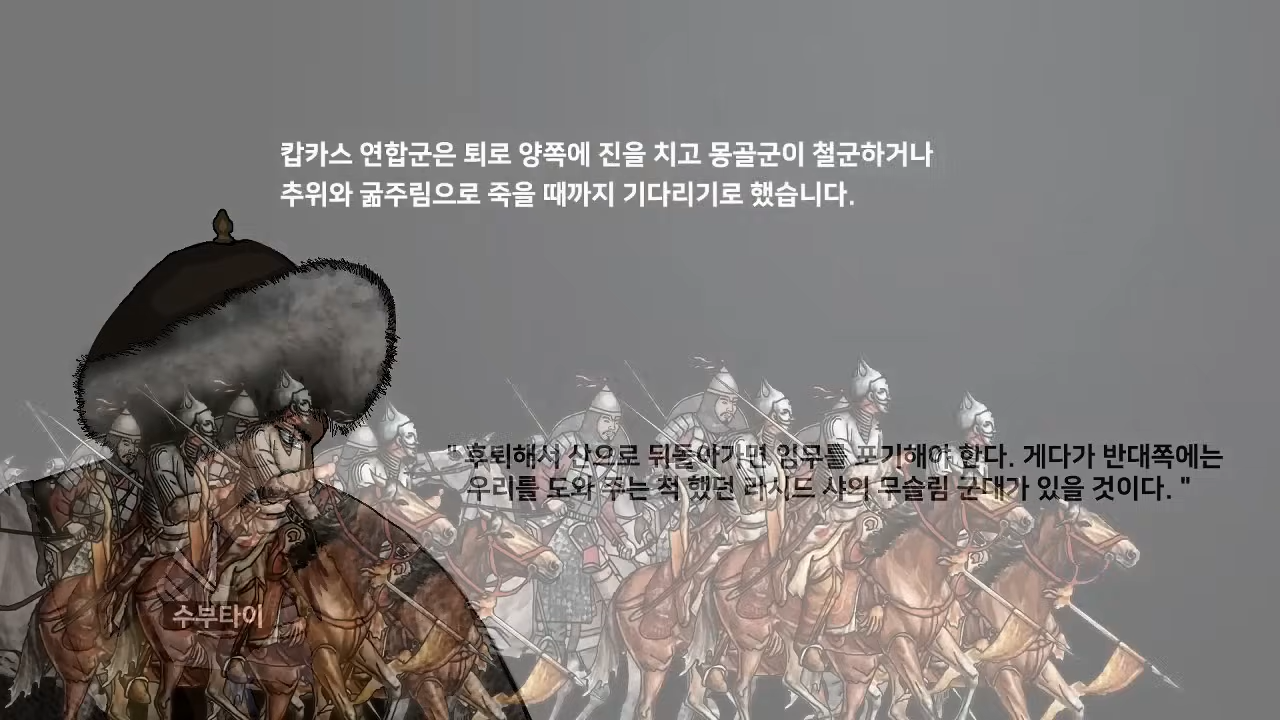 캅카스 연합군은 퇴로 양쪽에 진을 치고 몽골군이 철군하거나
추위와 굶주림으로 죽을 때까지 기다리기로 했습니다.
" 후퇴해서 산으로 뒤돌아가면 임무를 포기해야 한다. 게다가 반대쪽에는
우리를 도와 주는 척 했던 라시드 샤의 무슬림 군대가 있을 것이다. "
수부타이